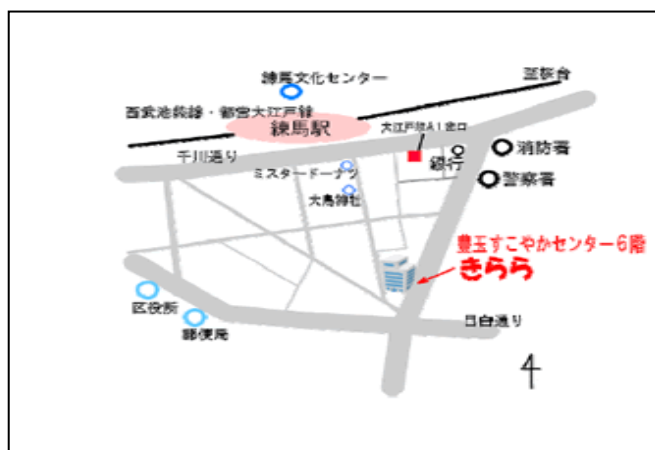 至桜台
練馬文化センター
西武池袋線・都営大江戸線
練馬駅
大江戸線A1出口
千川通り
銀行
消防署
ミスタードーナツ
警察署
大鳥神社
豊玉すこやかセンター6階
きらら
区役所
目白通り
郵便局